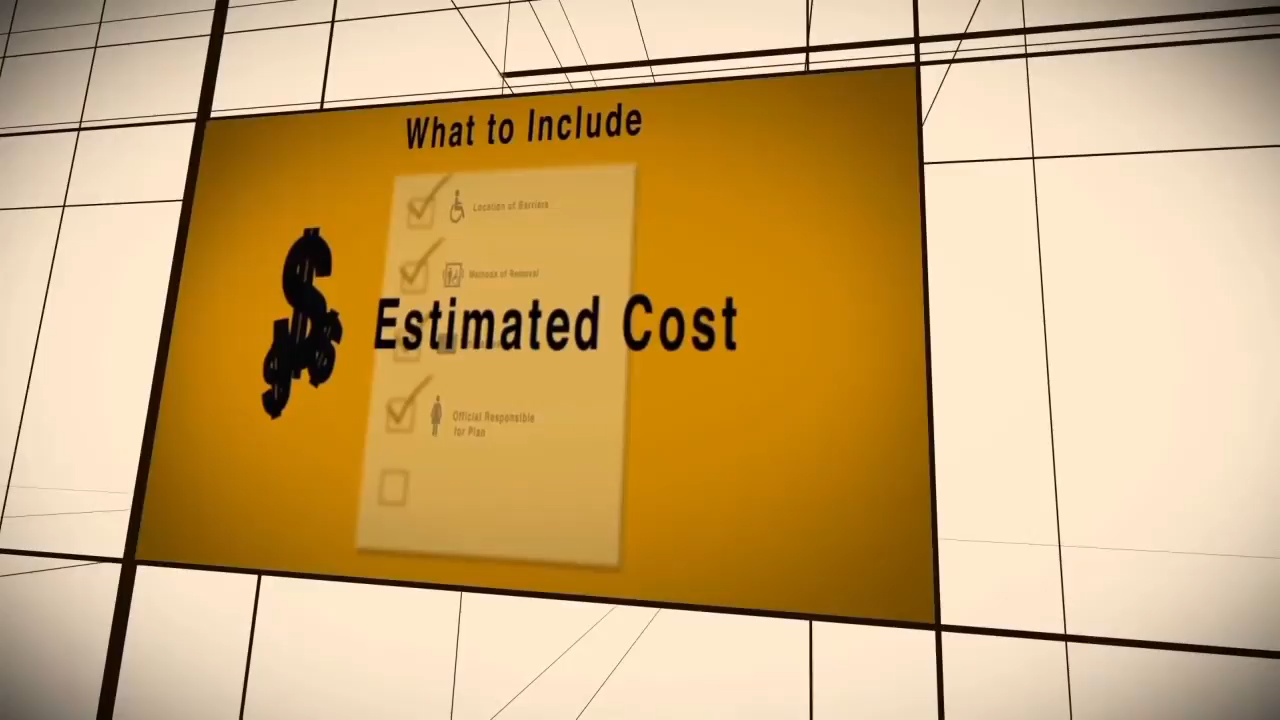 What to Include
Location of Barriers
Methods of Removal
Estimated Cost
Official Responsible
for Plan